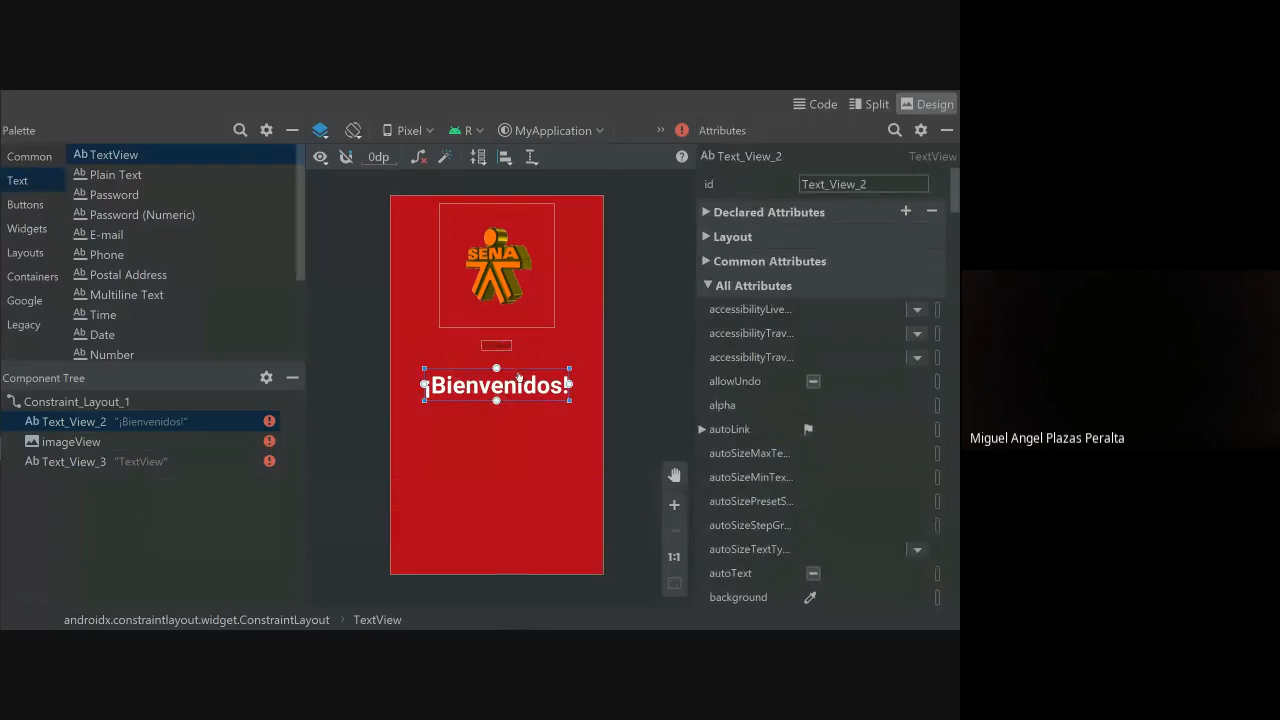 Code
Split
Design
Palette
Pixel
R
MyApplication
»
Attributes
Common
Text
Buttons
Widgets
Layouts
Containers
Google
Legacy
Ab TextView
Ab Plain Text
Ab Password
Ab Password (Numeric)
Ab E-mail
Ab Phone
Ab Postal Address
Ab Multiline Text
Ab Time
Ab Date
Ab Number
0dp
SENA
¡Bienvenidos!
1:1
Ab Text_View_2
TextView
id
Text_View_2
Declared Attributes
Layout
Common Attributes
All Attributes
accessibilityLive...
accessibilityTrav...
accessibilityTrav...
allowUndo
alpha
autoLink
autoSizeMaxTe...
autoSizeMinTex...
autoSizePresetS...
autoSizeStepGr...
autoSizeTextTy...
autoText
background
Component Tree
Constraint_Layout_1
Ab Text_View_2 "¡Bienvenidos!"
imageView
Ab Text_View_3 "TextView"
androidx.constraintlayout.widget.ConstraintLayout › TextView
Miguel Angel Plazas Peralta